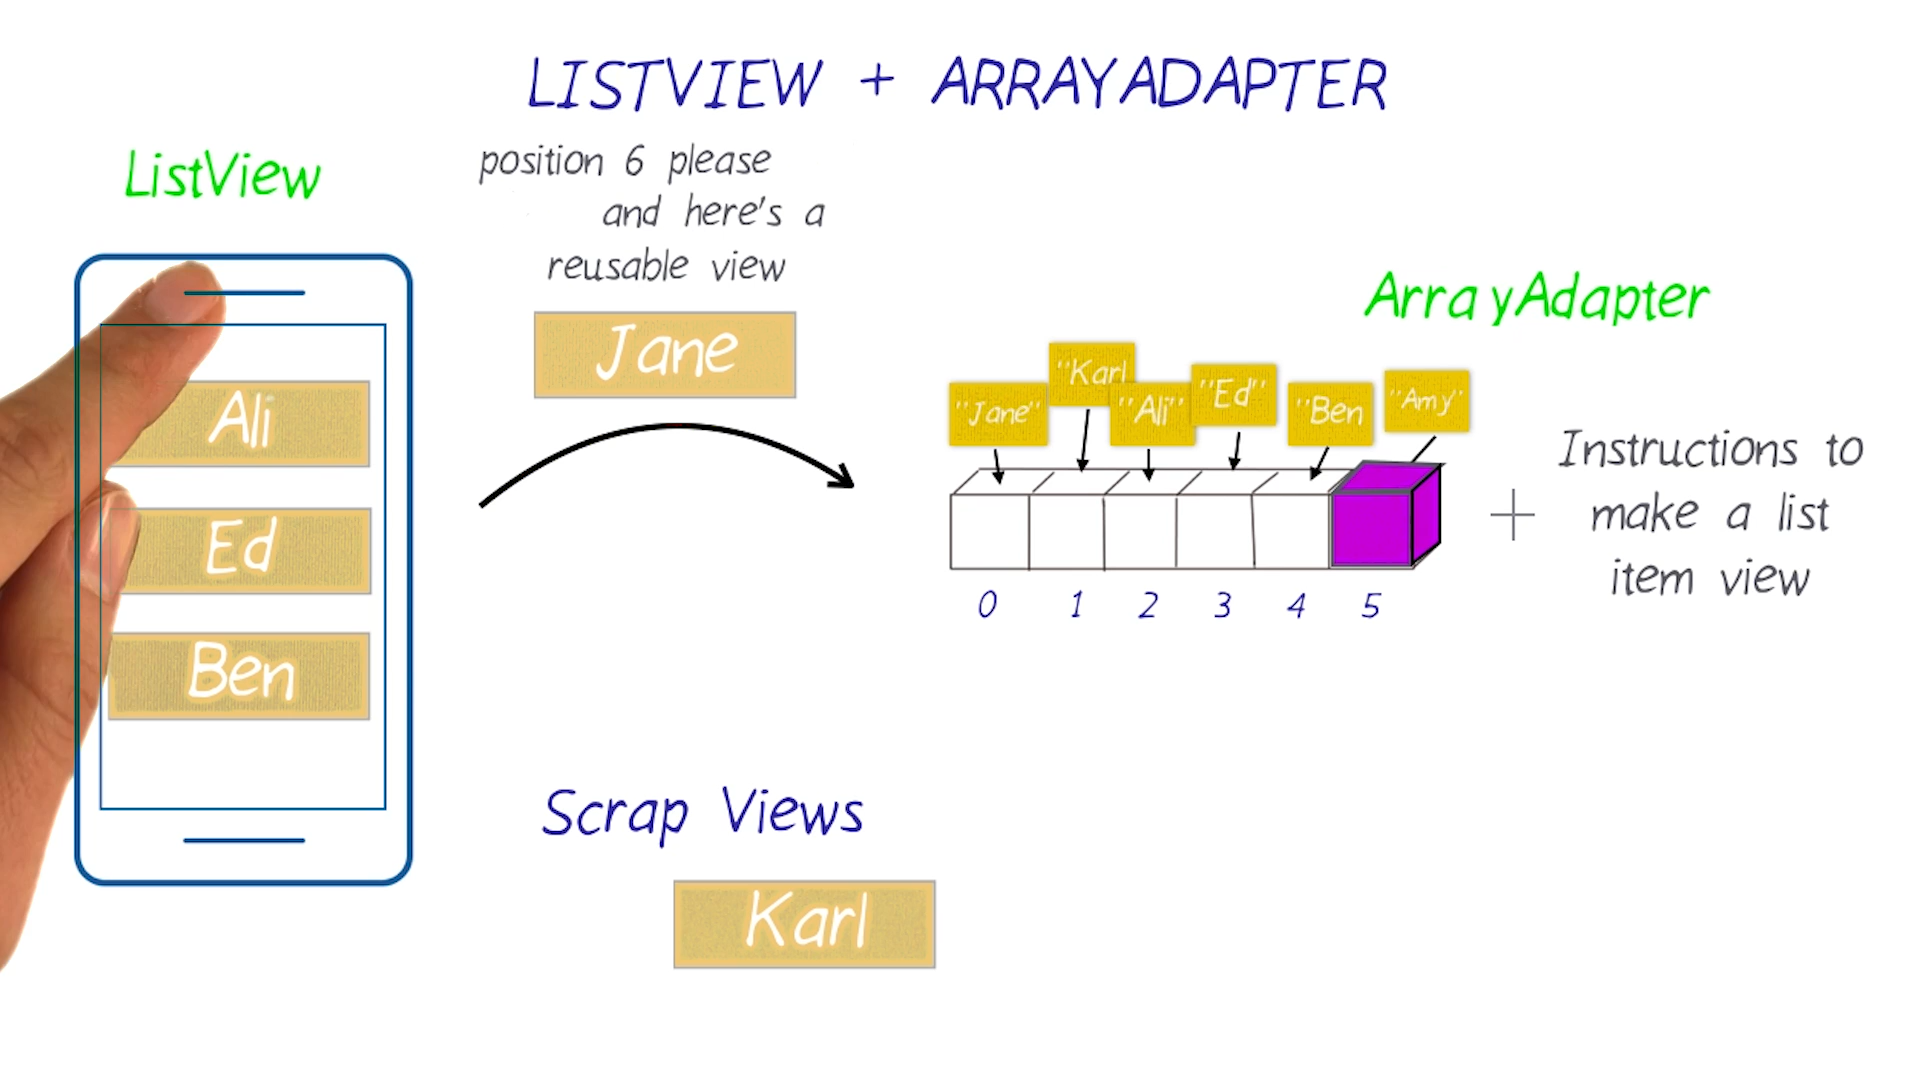 LISTVIEW + ARRAYADAPTER
ListView
position 6 please
and here's a
reusable view
Jane
Ali
Ed
Ben
ArrayAdapter
"Jane"
"Karl
"Ali"
"Ed"
"Ben
"Amy"
0 1 2 3 4 5
+
Instructions to
make a list
item view
Scrap Views
Karl